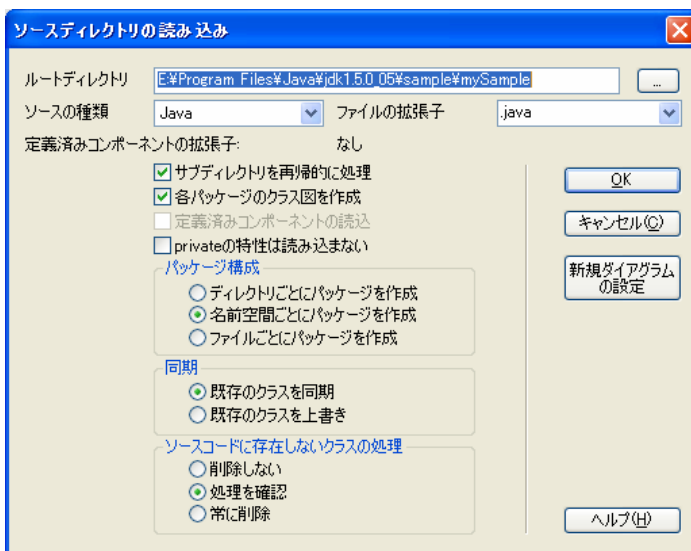 ソースディレクトリの読み込み
ルートディレクトリ E:¥Program Files¥Java¥jdk1.5.0_05¥sample¥mySample ...
ソースの種類 Java ファイルの拡張子 .java
定義済みコンポーネントの拡張子: なし
サブディレクトリを再帰的に処理
各パッケージのクラス図を作成
定義済みコンポーネントの読込
privateの特性は読み込まない
パッケージ構成
ディレクトリごとにパッケージを作成
名前空間ごとにパッケージを作成
ファイルごとにパッケージを作成
同期
既存のクラスを同期
既存のクラスを上書き
ソースコードに存在しないクラスの処理
削除しない
処理を確認
常に削除
OK
キャンセル(C)
新規ダイアグラム
の設定
ヘルプ(H)